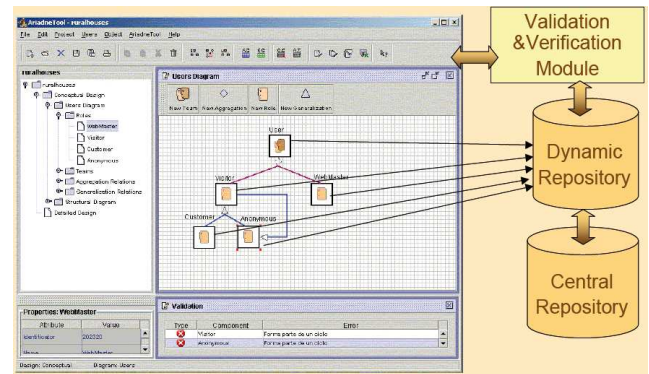 AriadneTool - ruralhouses
File Edit Project Users Object AriadneTool Help
ruralhouses
ruralhouses
Conceptual Design
Users Diagram
Roles
WebMaster
Visitor
Customer
Anonymous
Teams
Aggregation Relations
Generalization Relations
Structural Diagram
Detailed Design
Users Diagram
New Team New Aggregation New Role New Generalization
User
Visitor
WebMaster
Customer
Anonymous
Properties: WebMaster
Attribute Value
Identificator
Name WebMaster
Validation
Type Component Error
Visitor Forma parte de un ciclo
Anonymous Forma parte de un ciclo
Design: Conceptual Diagram: Users
Validation
&Verification
Module
Dynamic
Repository
Central
Repository